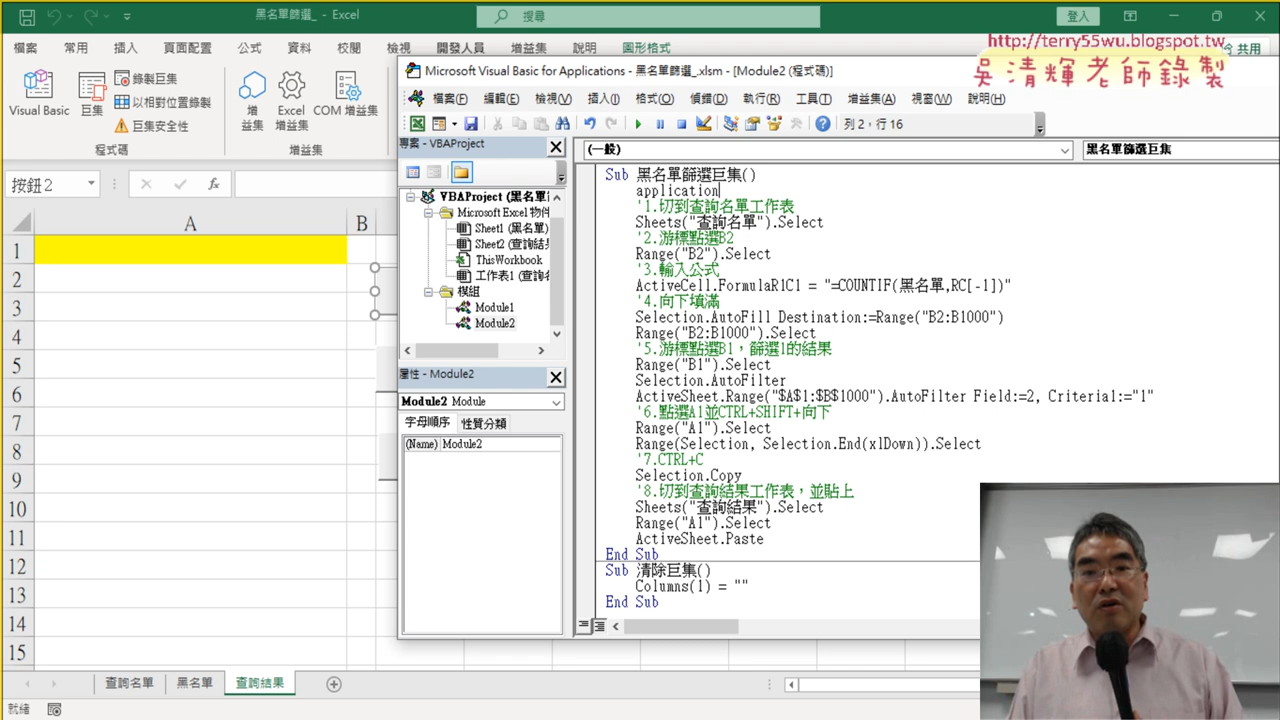 黑名單篩選_ - Excel
搜尋
登入
檔案 常用 插入 頁面配置 公式 資料 校閱 檢視 開發人員 增益集 說明 圖形格式
共用
http://terry55wu.blogspot.tw
吳清輝老師錄製
Visual Basic
巨集
錄製巨集
以相對位置錄製
巨集安全性
程式碼
增益集
Excel 增益集
COM 增益集
增益集
按鈕 2
fx
A B
1
2
3
4
5
6
7
8
9
10
11
12
13
14
15
查詢名單 黑名單 查詢結果
就緒
Microsoft Visual Basic for Applications - 黑名單篩選_.xlsm - [Module2 (程式碼)]
檔案(F) 編輯(E) 檢視(V) 插入(I) 格式(O) 偵錯(D) 執行(R) 工具(T) 增益集(A) 視窗(W) 說明(H)
列 2，行 16
專案 - VBAProject
VBAProject (黑名單
Microsoft Excel 物件
Sheet1 (黑名單)
Sheet2 (查詢結果
ThisWorkbook
工作表1 (查詢名
模組
Module1
Module2
屬性 - Module2
Module2 Module
字母順序 性質分類
(Name) Module2
(一般)
黑名單篩選巨集
Sub 黑名單篩選巨集()
application
'1.切到查詢名單工作表
Sheets("查詢名單").Select
'2.游標點選B2
Range("B2").Select
'3.輸入公式
ActiveCell.FormulaR1C1 = "=COUNTIF(黑名單,RC[-1])"
'4.向下填滿
Selection.AutoFill Destination:=Range("B2:B1000")
Range("B2:B1000").Select
'5.游標點選B1，篩選1的結果
Range("B1").Select
Selection.AutoFilter
ActiveSheet.Range("$A$1:$B$1000").AutoFilter Field:=2, Criteria1:="1"
'6.點選A1並CTRL+SHIFT+向下
Range("A1").Select
Range(Selection, Selection.End(xlDown)).Select
'7.CTRL+C
Selection.Copy
'8.切到查詢結果工作表，並貼上
Sheets("查詢結果").Select
Range("A1").Select
ActiveSheet.Paste
End Sub
Sub 清除巨集()
Columns(1) = ""
End Sub